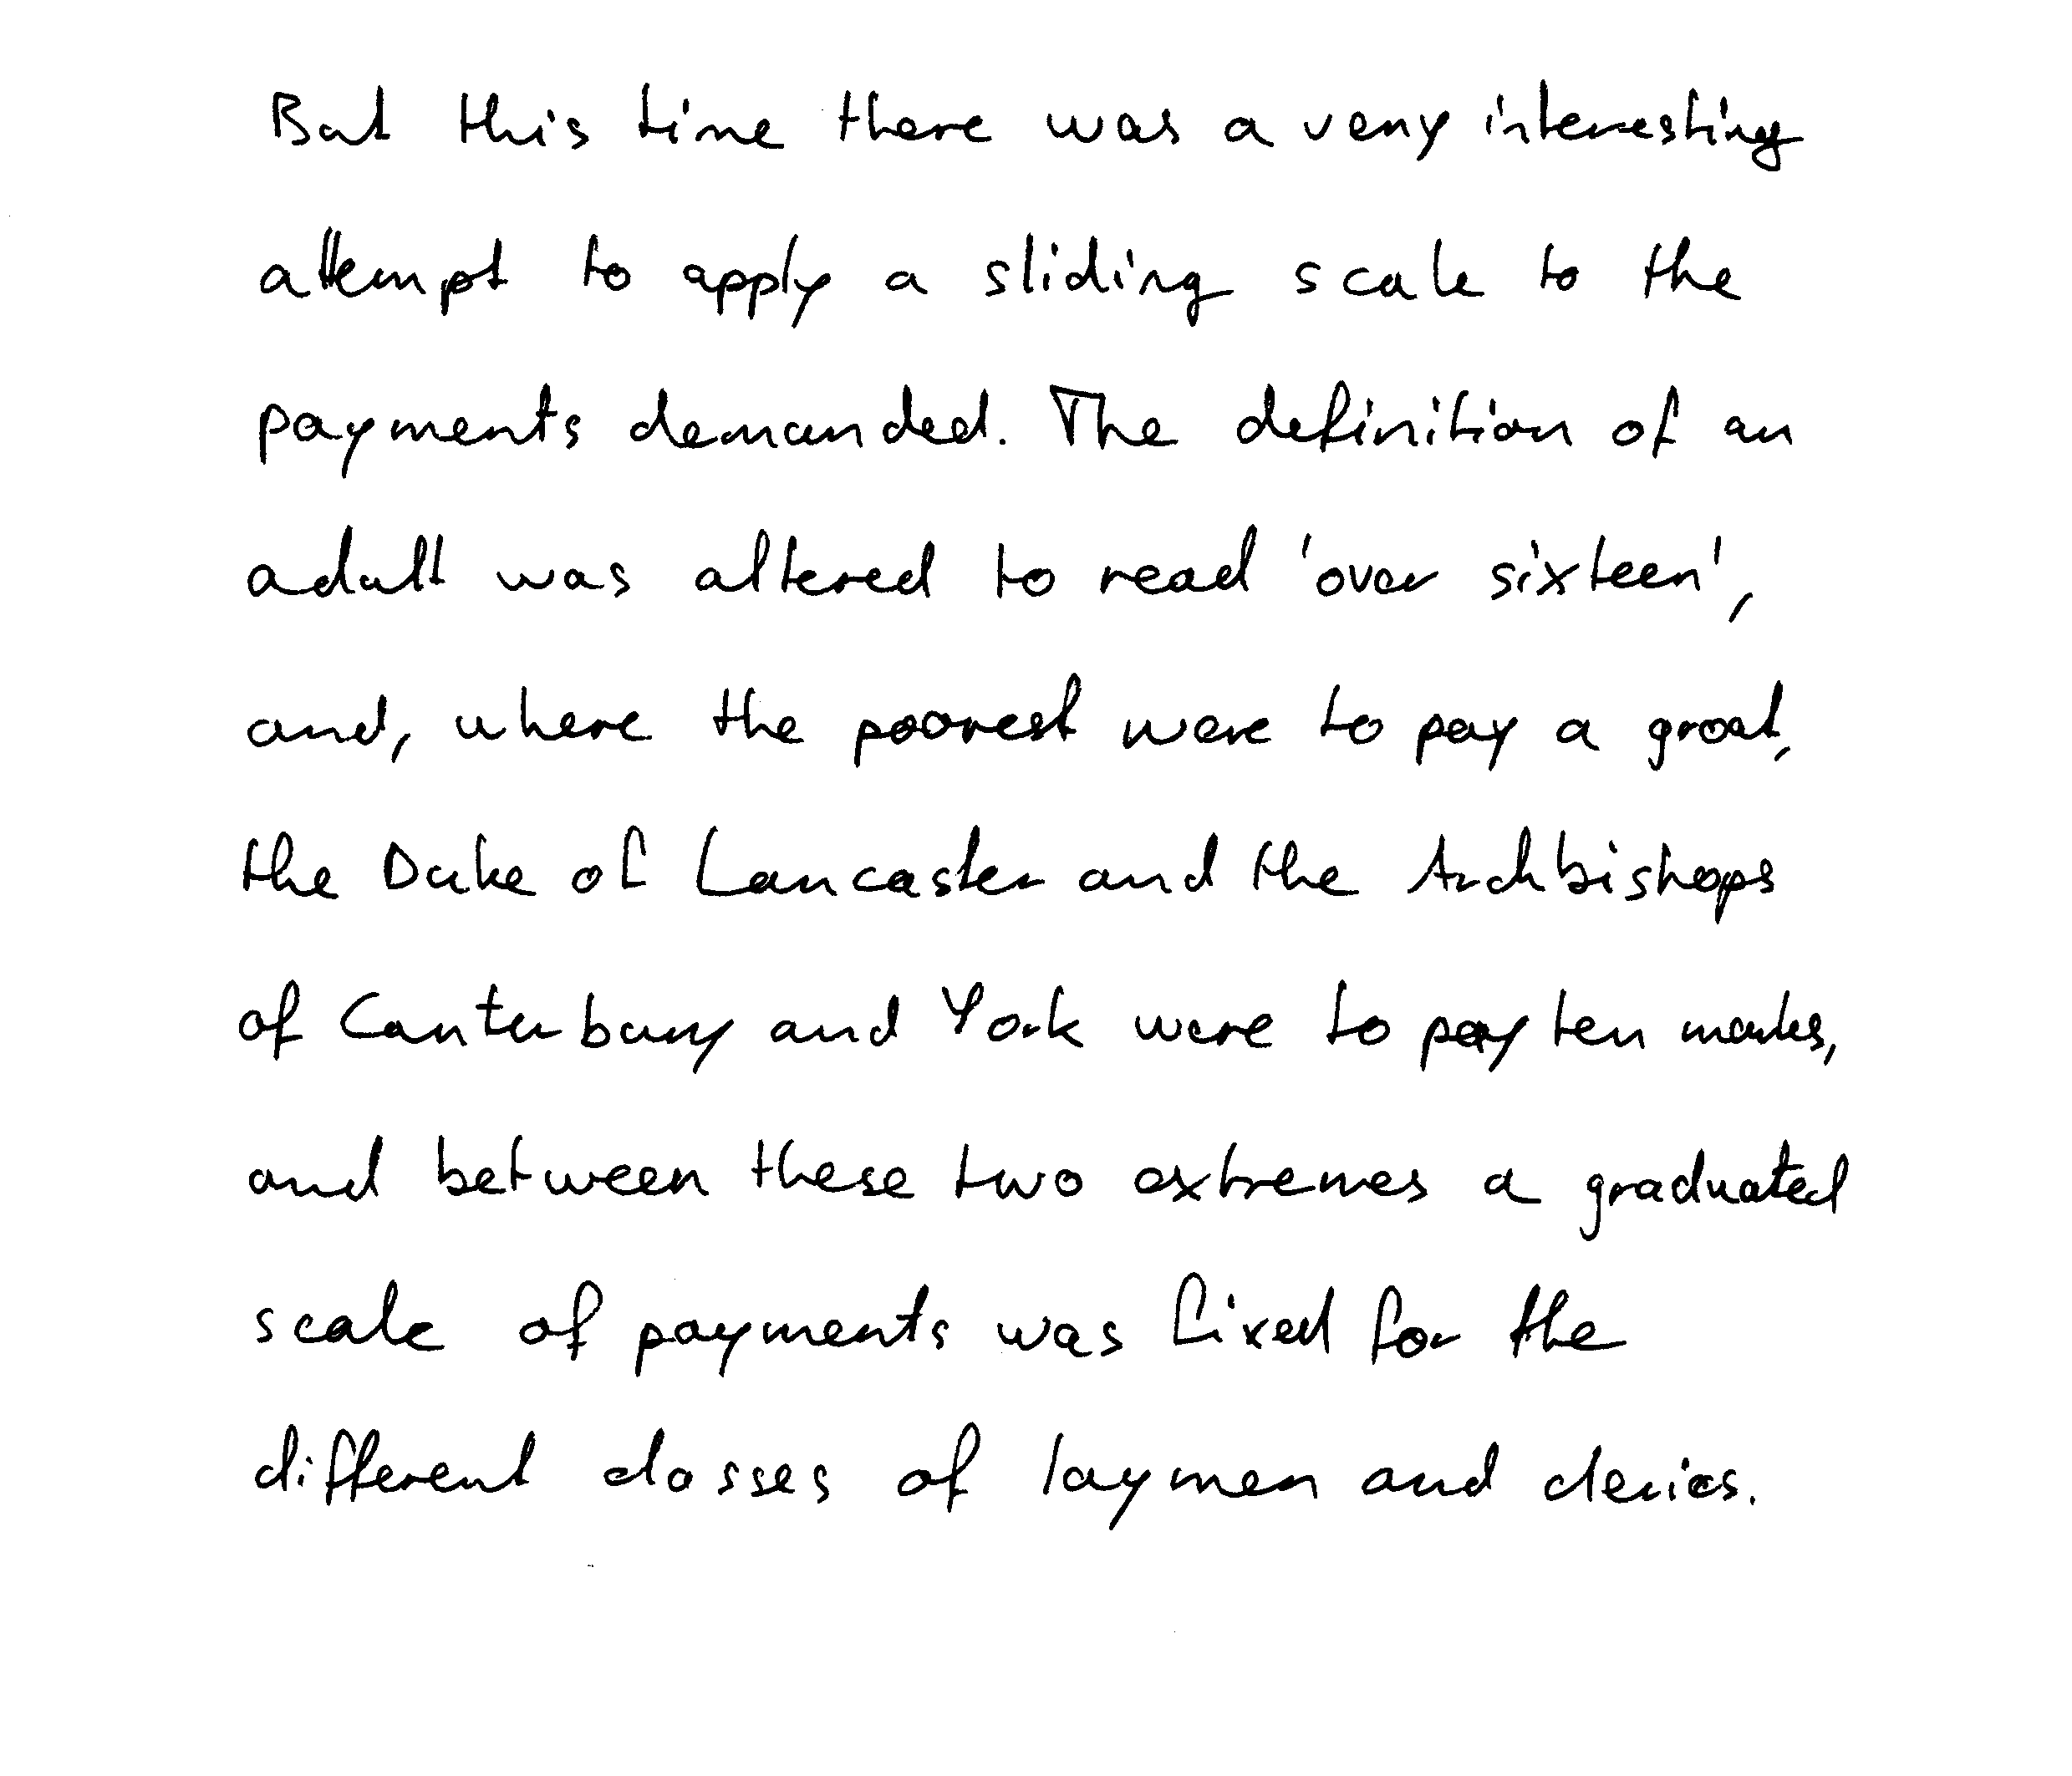 But this time there was a very interesting
attempt to apply a sliding scale to the
payments demanded. The definition of an
adult was altered to read 'over sixteen',
and, where the poorest were to pay a groat,
the Duke of Lancaster and the Archbishops
of Canterbury and York were to pay ten marks,
and between these two extremes a graduated
scale of payments was fixed for the
different classes of laymen and clerics.